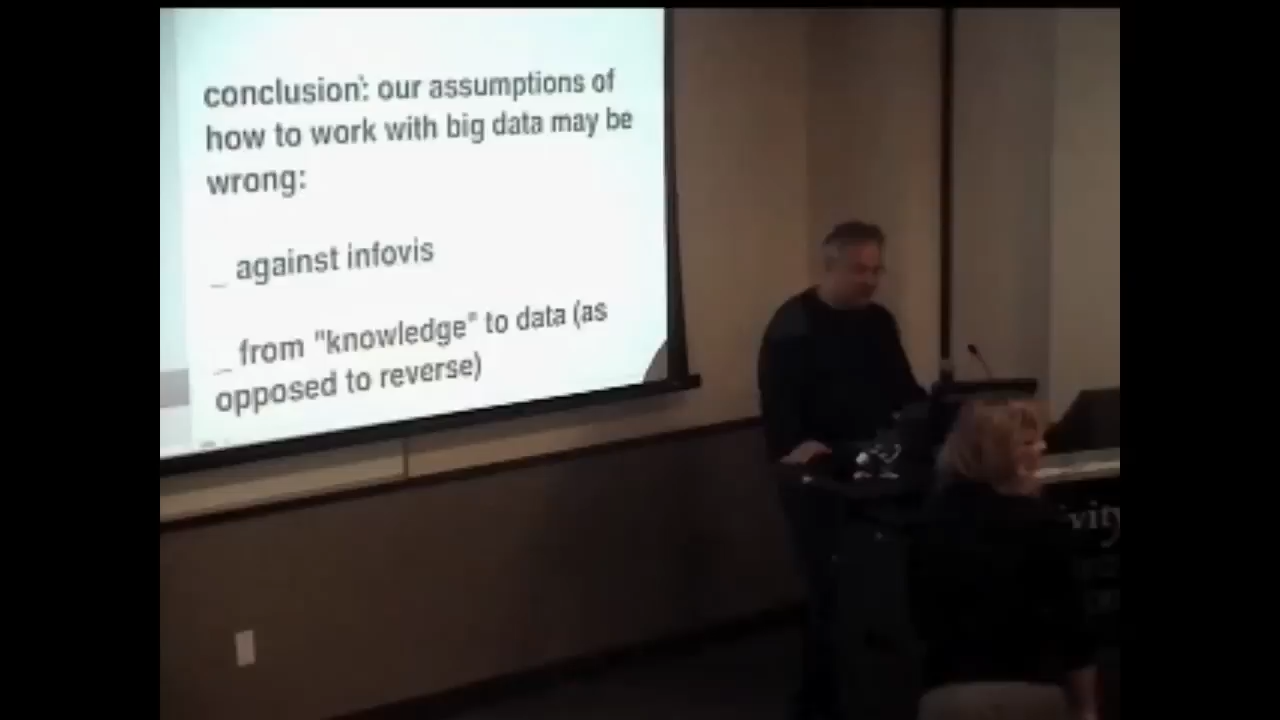 conclusion: our assumptions of
how to work with big data may be
wrong:
_ against infovis
_ from "knowledge" to data (as
opposed to reverse)
vity